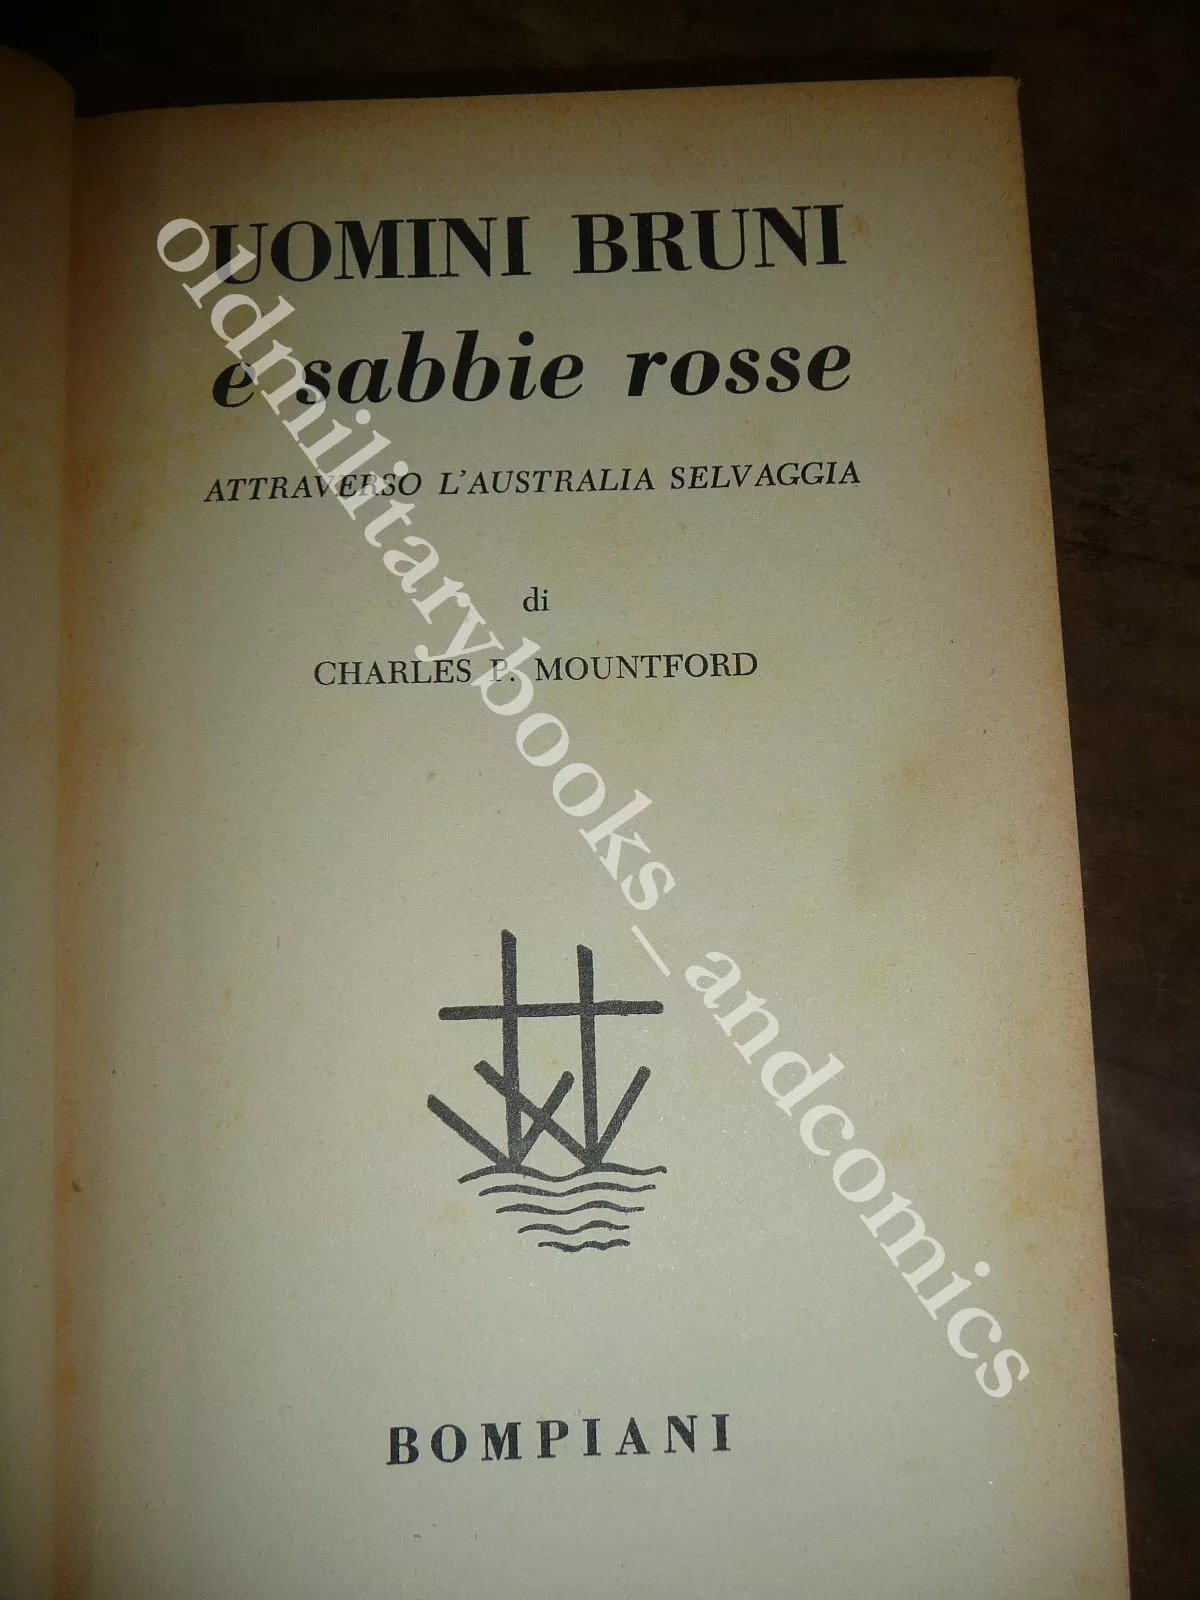 UOMINI BRUNI
e sabbie rosse
ATTRAVERSO L'AUSTRALIA SELVAGGIA
di
CHARLES P. MOUNTFORD
BOMPIANI
oldmilitarybooks_andcomics